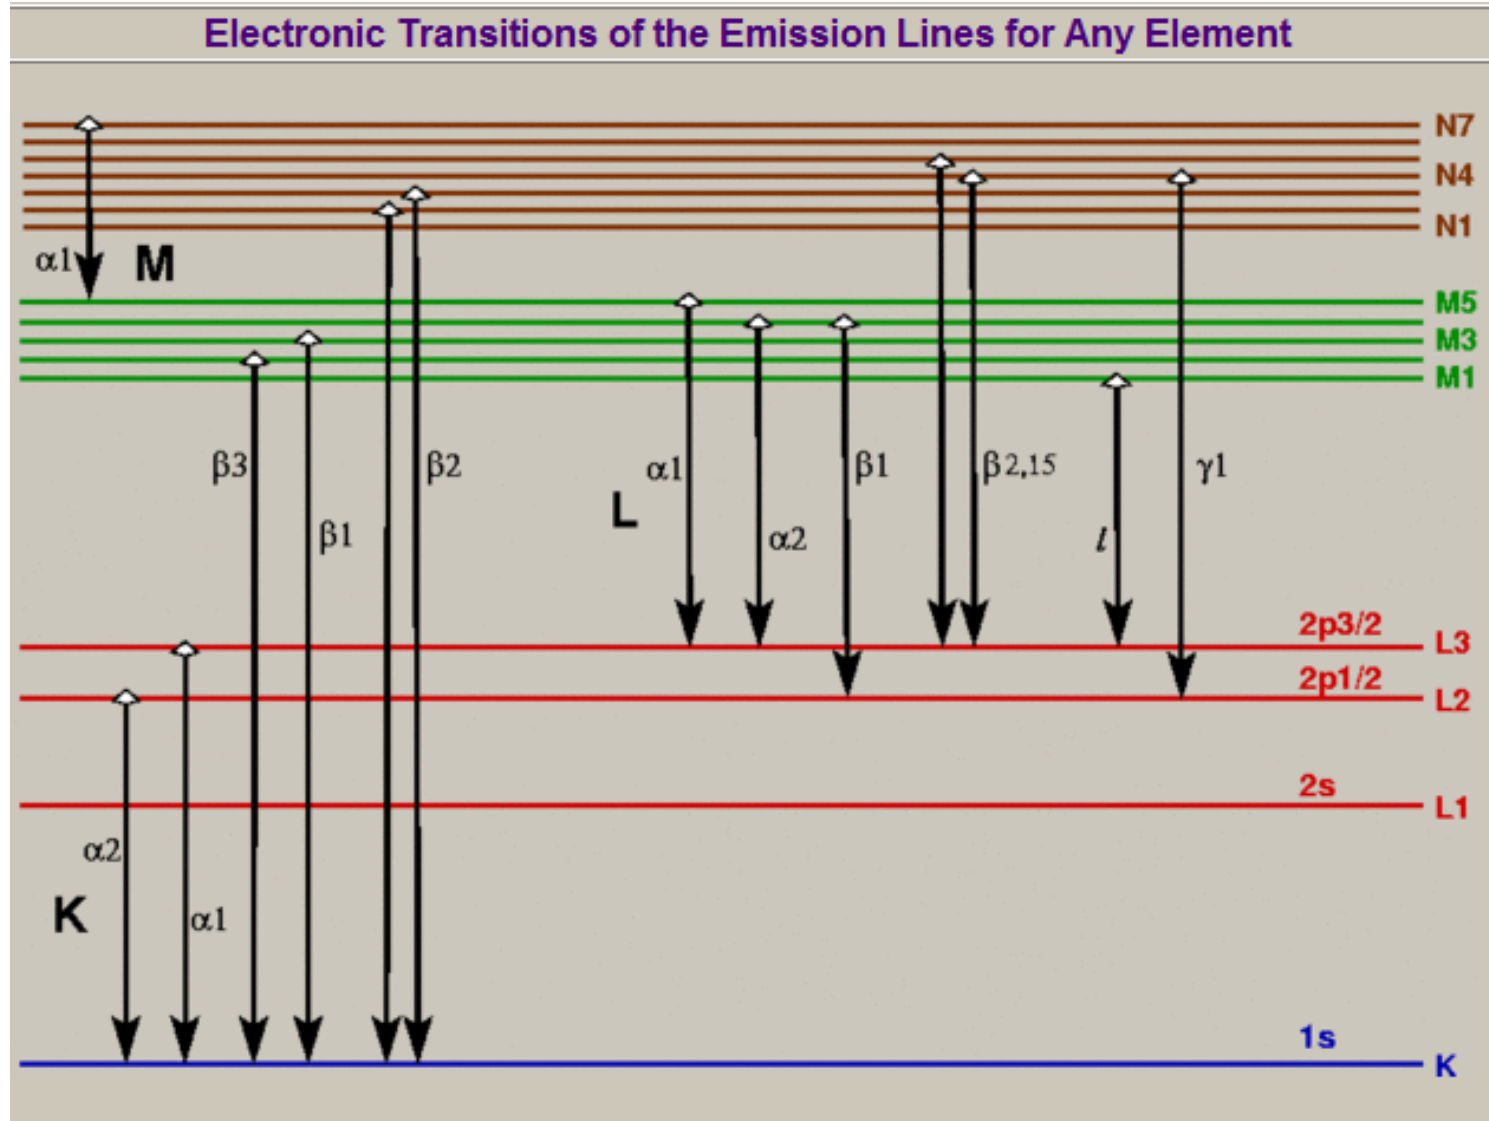 Electronic Transitions of the Emission Lines for Any Element
N7
N4
N1
α1 M
M5
M3
M1
β3 β2 α1 β1 β2,15 γ1
L
β1 α2 l
2p3/2 L3
2p1/2 L2
2s L1
α2
K α1
1s K